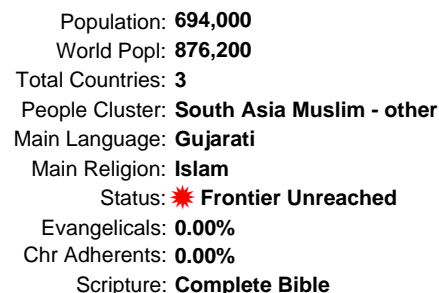 Population: 694,000
World Popl: 876,200
Total Countries: 3
People Cluster: South Asia Muslim - other
Main Language: Gujarati
Main Religion: Islam
Status: Frontier Unreached
Evangelicals: 0.00%
Chr Adherents: 0.00%
Scripture: Complete Bible